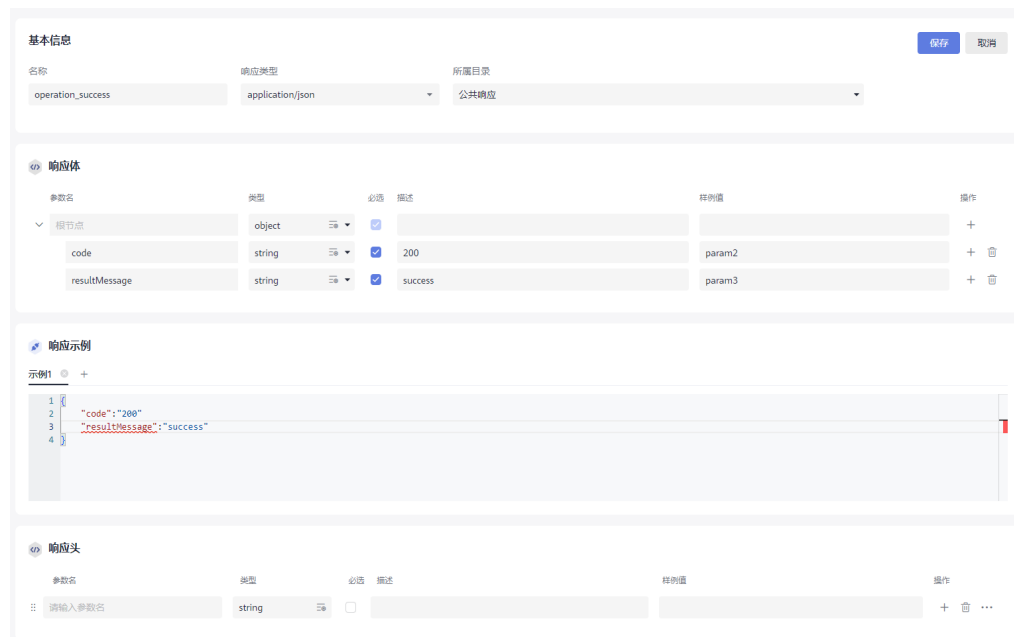 基本信息
保存 取消
名称 响应类型 所属目录
operation_success application/json 公共响应
响应体
参数名 类型 必选 描述 样例值 操作
根节点 object
code string 200 param2
resultMessage string success param3
响应示例
示例1
1 {
2 "code":"200"
3 "resultMessage":"success"
4 }
响应头
参数名 类型 必选 描述 样例值 操作
请输入参数名 string